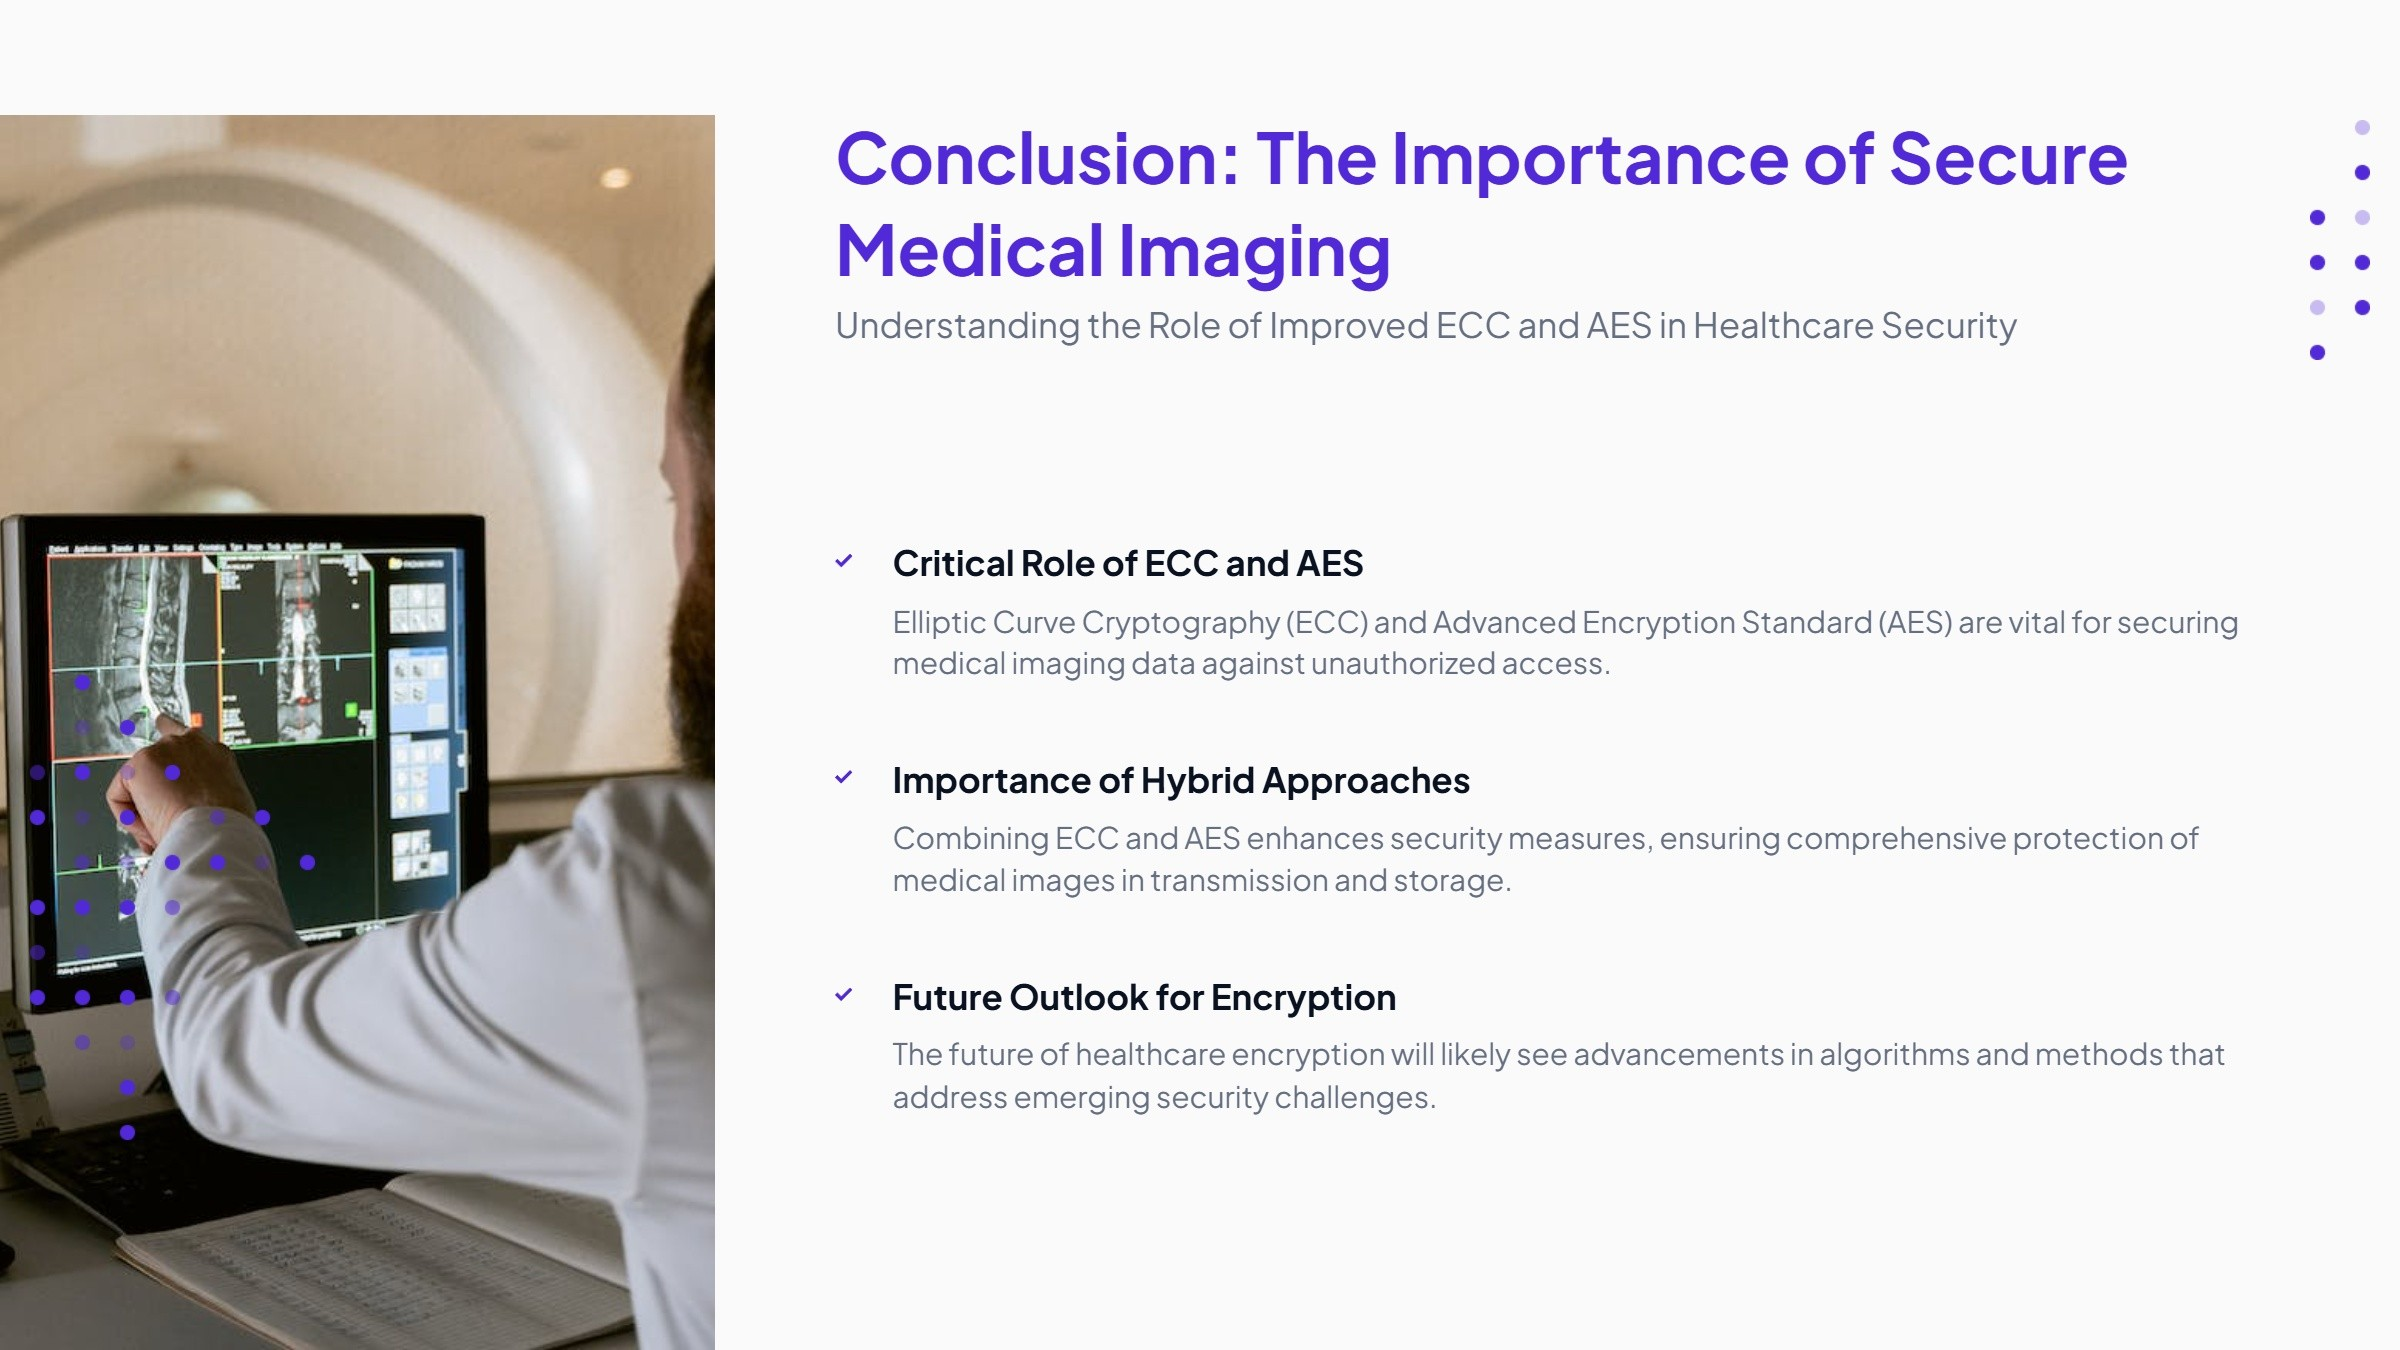 Conclusion: The Importance of Secure
Medical Imaging
Understanding the Role of Improved ECC and AES in Healthcare Security
Critical Role of ECC and AES
Elliptic Curve Cryptography (ECC) and Advanced Encryption Standard (AES) are vital for securing
medical imaging data against unauthorized access.
Importance of Hybrid Approaches
Combining ECC and AES enhances security measures, ensuring comprehensive protection of
medical images in transmission and storage.
Future Outlook for Encryption
The future of healthcare encryption will likely see advancements in algorithms and methods that
address emerging security challenges.